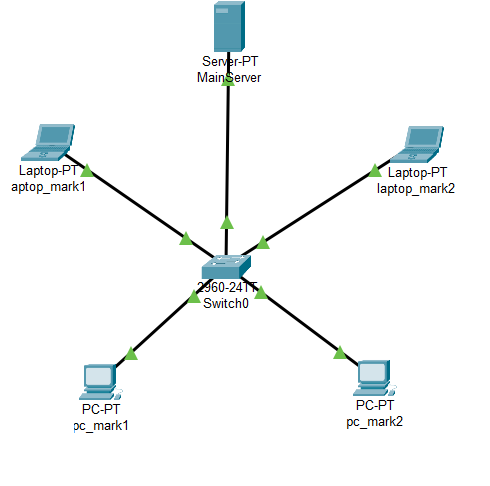 Server-PT
MainServer
Laptop-PT
aptop_mark1
Laptop-PT
laptop_mark2
2960-24TT
Switch0
PC-PT
pc_mark1
PC-PT
pc_mark2